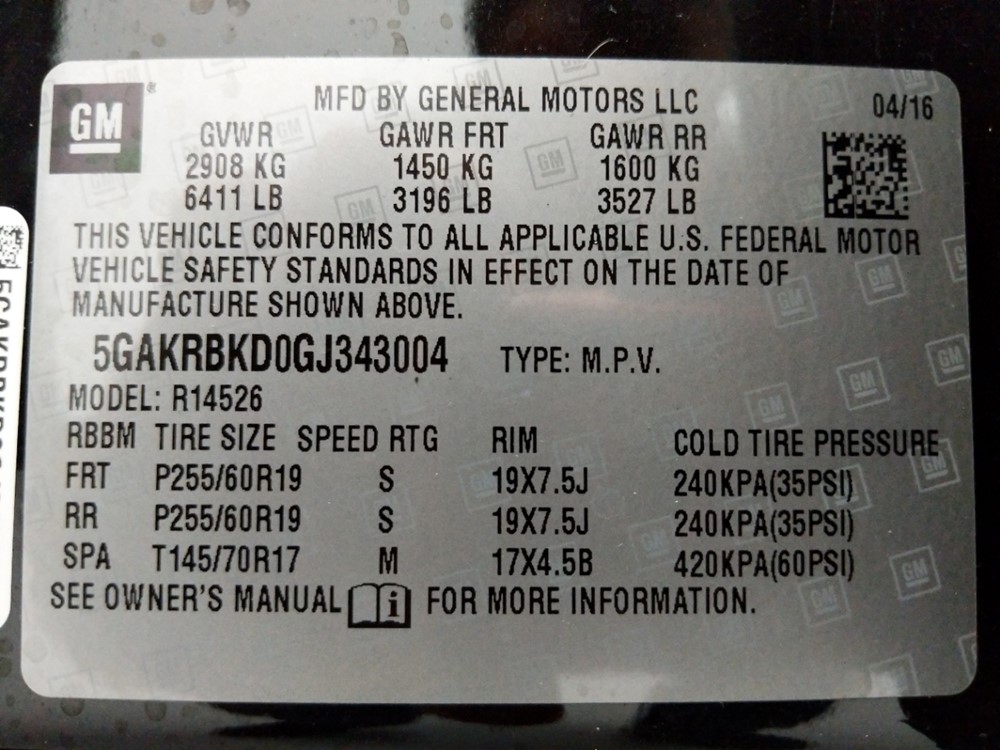 GM
MFD BY GENERAL MOTORS LLC 04/16
GVWR GAWR FRT GAWR RR
2908 KG 1450 KG 1600 KG
6411 LB 3196 LB 3527 LB
THIS VEHICLE CONFORMS TO ALL APPLICABLE U.S. FEDERAL MOTOR
VEHICLE SAFETY STANDARDS IN EFFECT ON THE DATE OF
MANUFACTURE SHOWN ABOVE.
5GAKRBKD0GJ343004 TYPE: M.P.V.
MODEL: R14526
RBBM TIRE SIZE SPEED RTG RIM COLD TIRE PRESSURE
FRT P255/60R19 S 19X7.5J 240KPA(35PSI)
RR P255/60R19 S 19X7.5J 240KPA(35PSI)
SPA T145/70R17 M 17X4.5B 420KPA(60PSI)
SEE OWNER'S MANUAL i FOR MORE INFORMATION.